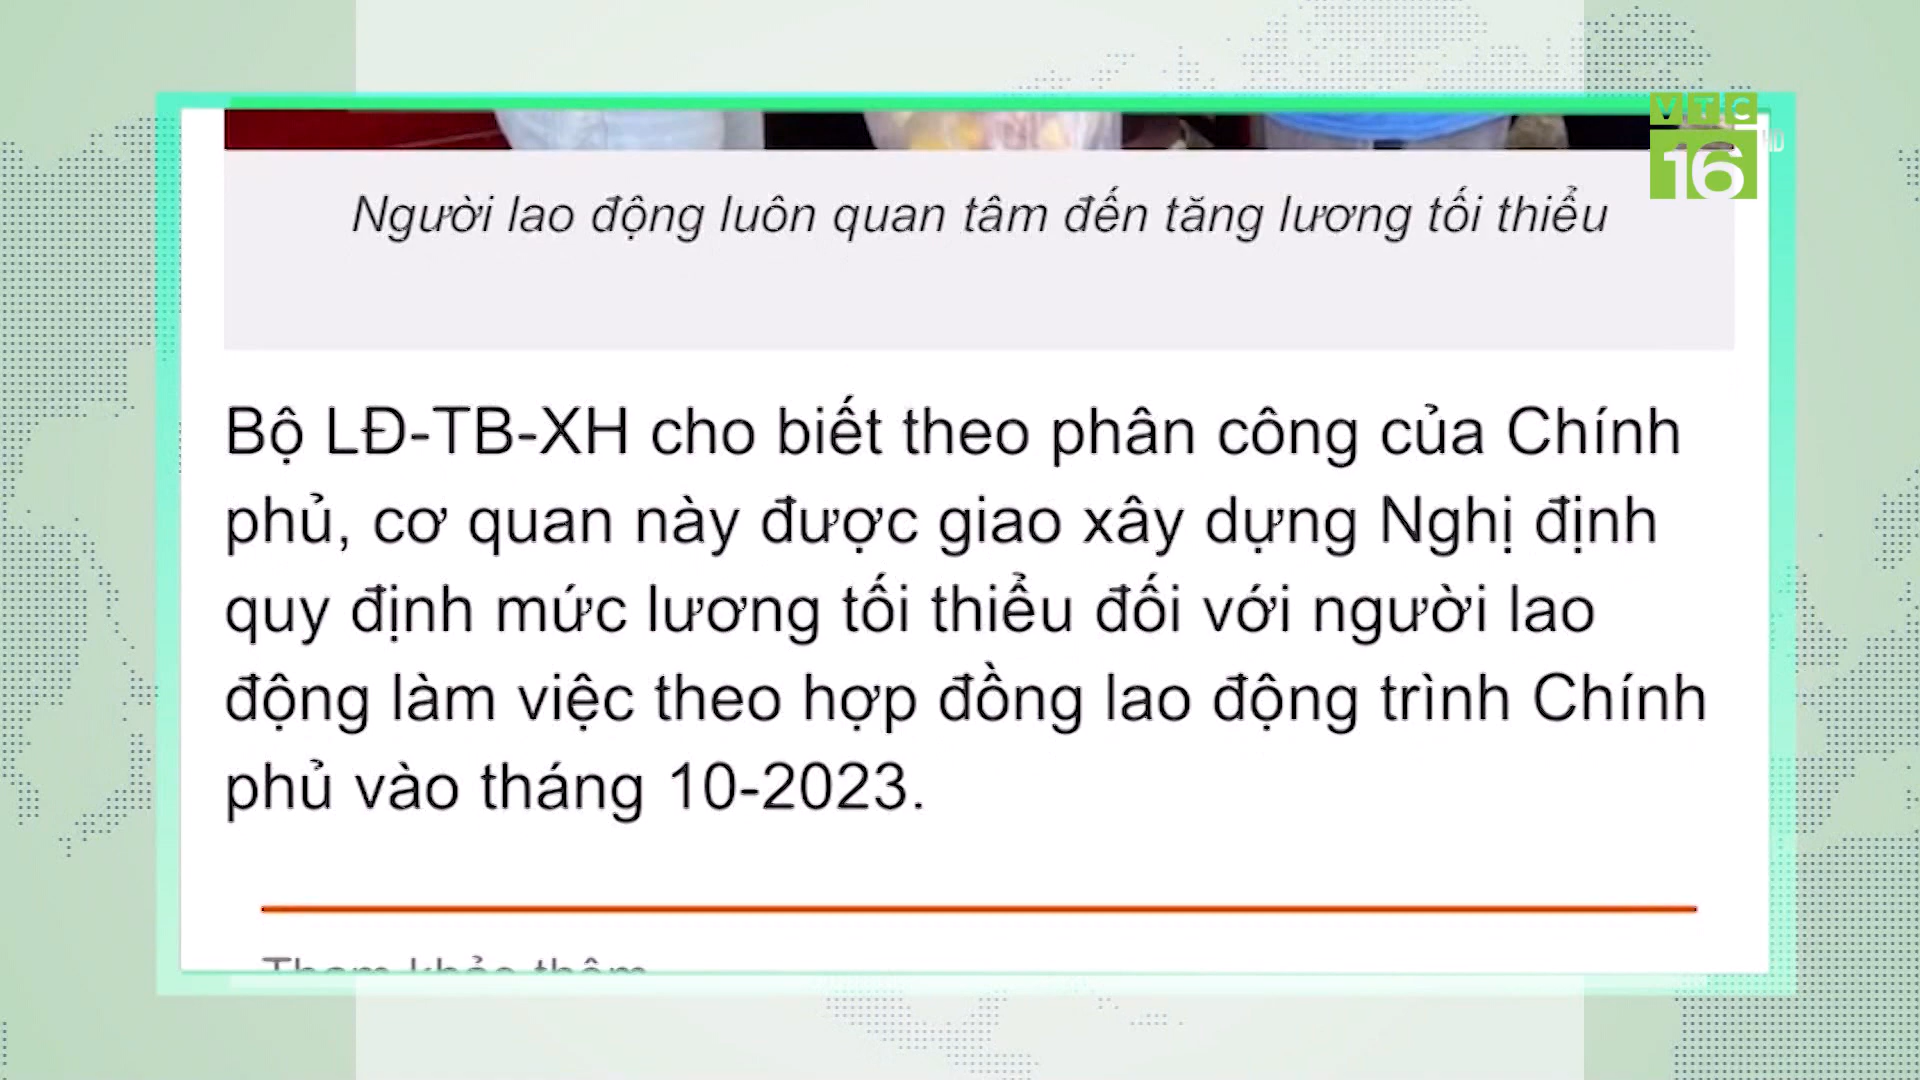 VTC
16
HD
Người lao động luôn quan tâm đến tăng lương tối thiểu
Bộ LĐ-TB-XH cho biết theo phân công của Chính
phủ, cơ quan này được giao xây dựng Nghị định
quy định mức lương tối thiểu đối với người lao
động làm việc theo hợp đồng lao động trình Chính
phủ vào tháng 10-2023.
Tham khảo thêm